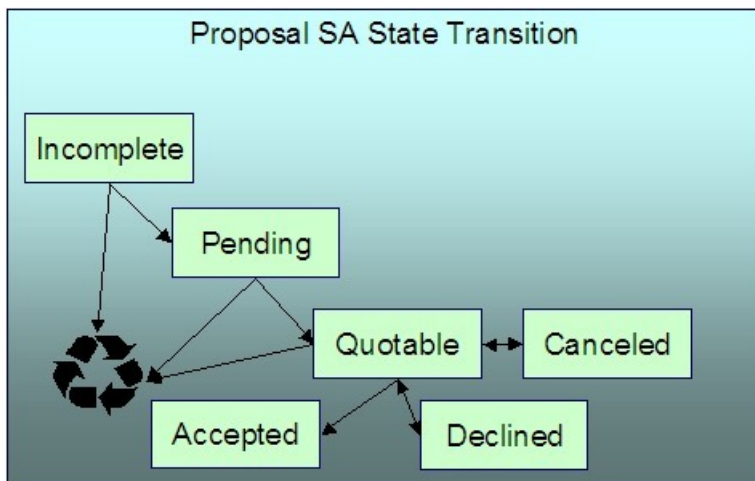 Proposal SA State Transition
Incomplete
Pending
Quotable
Canceled
Accepted
Declined